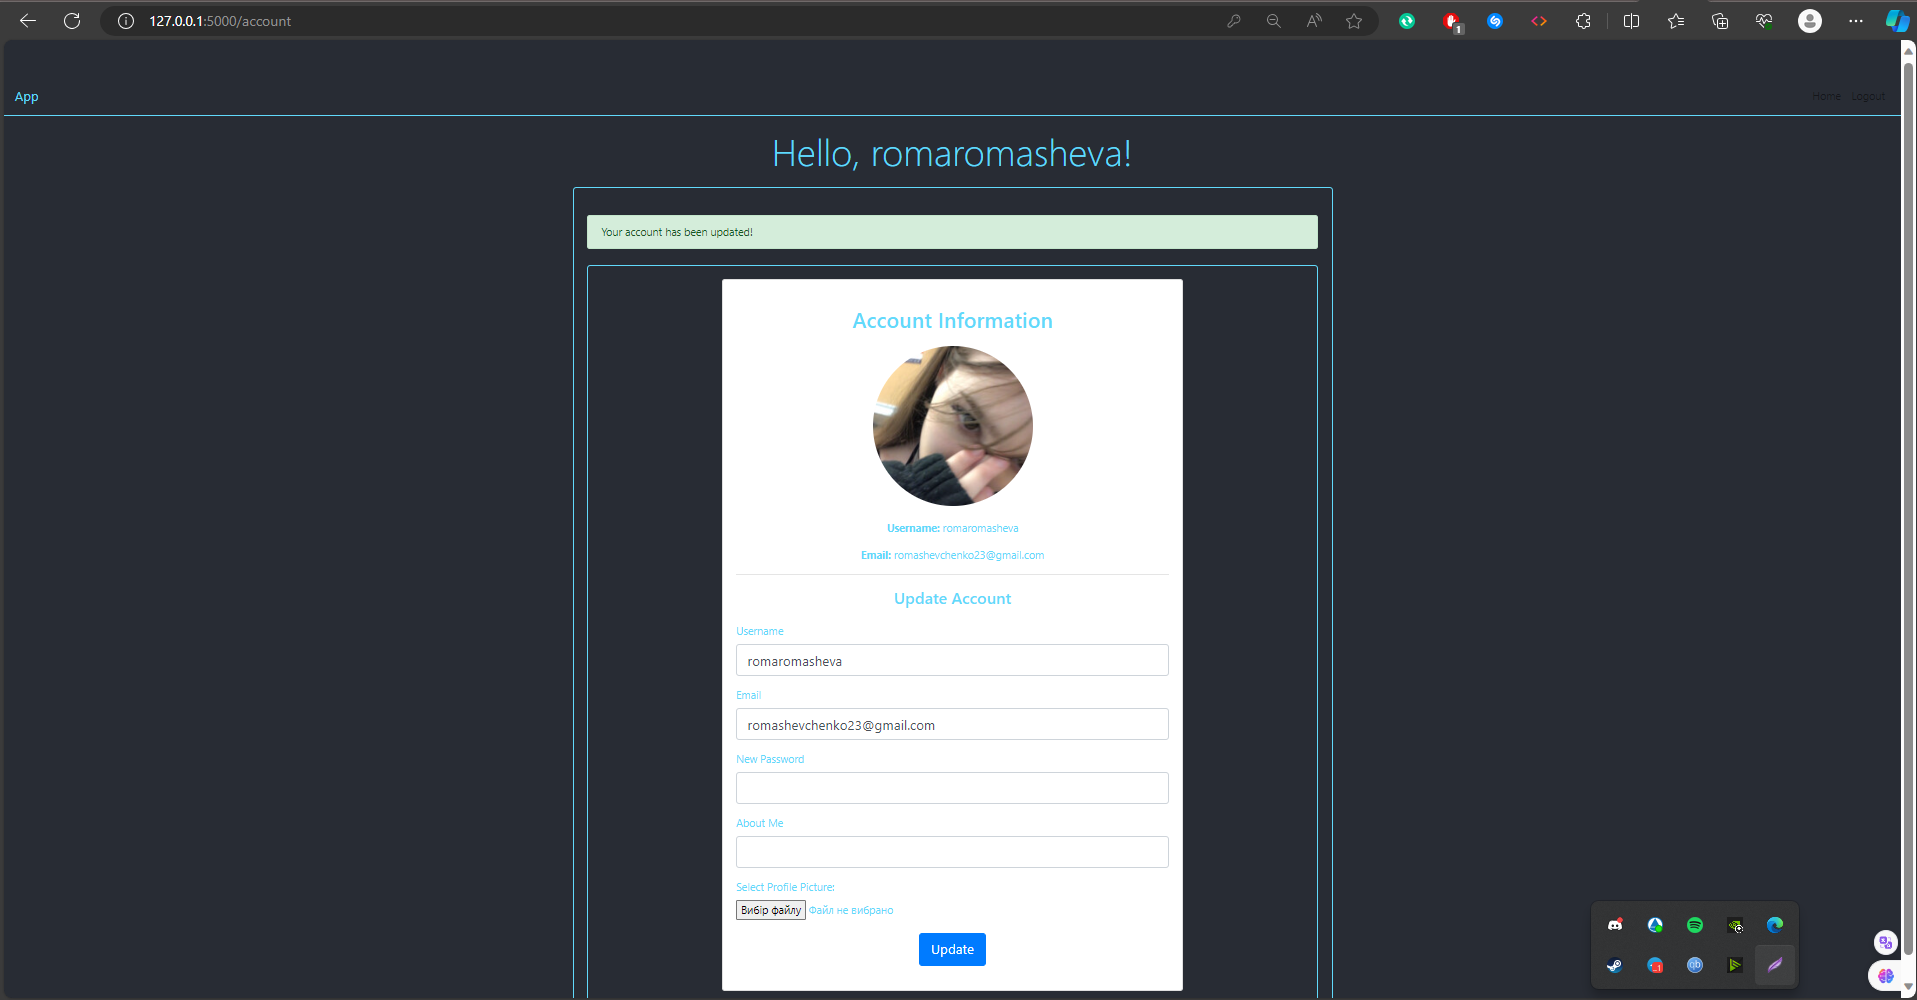 127.0.0.1:5000/account
1
App
Home Logout
Hello, romaromasheva!
Your account has been updated!
Account Information
Username: romaromasheva
Email: romashevchenko23@gmail.com
Update Account
Username
romaromasheva
Email
romashevchenko23@gmail.com
New Password
About Me
Select Profile Picture:
Вибір файлу Файл не вибрано
Update